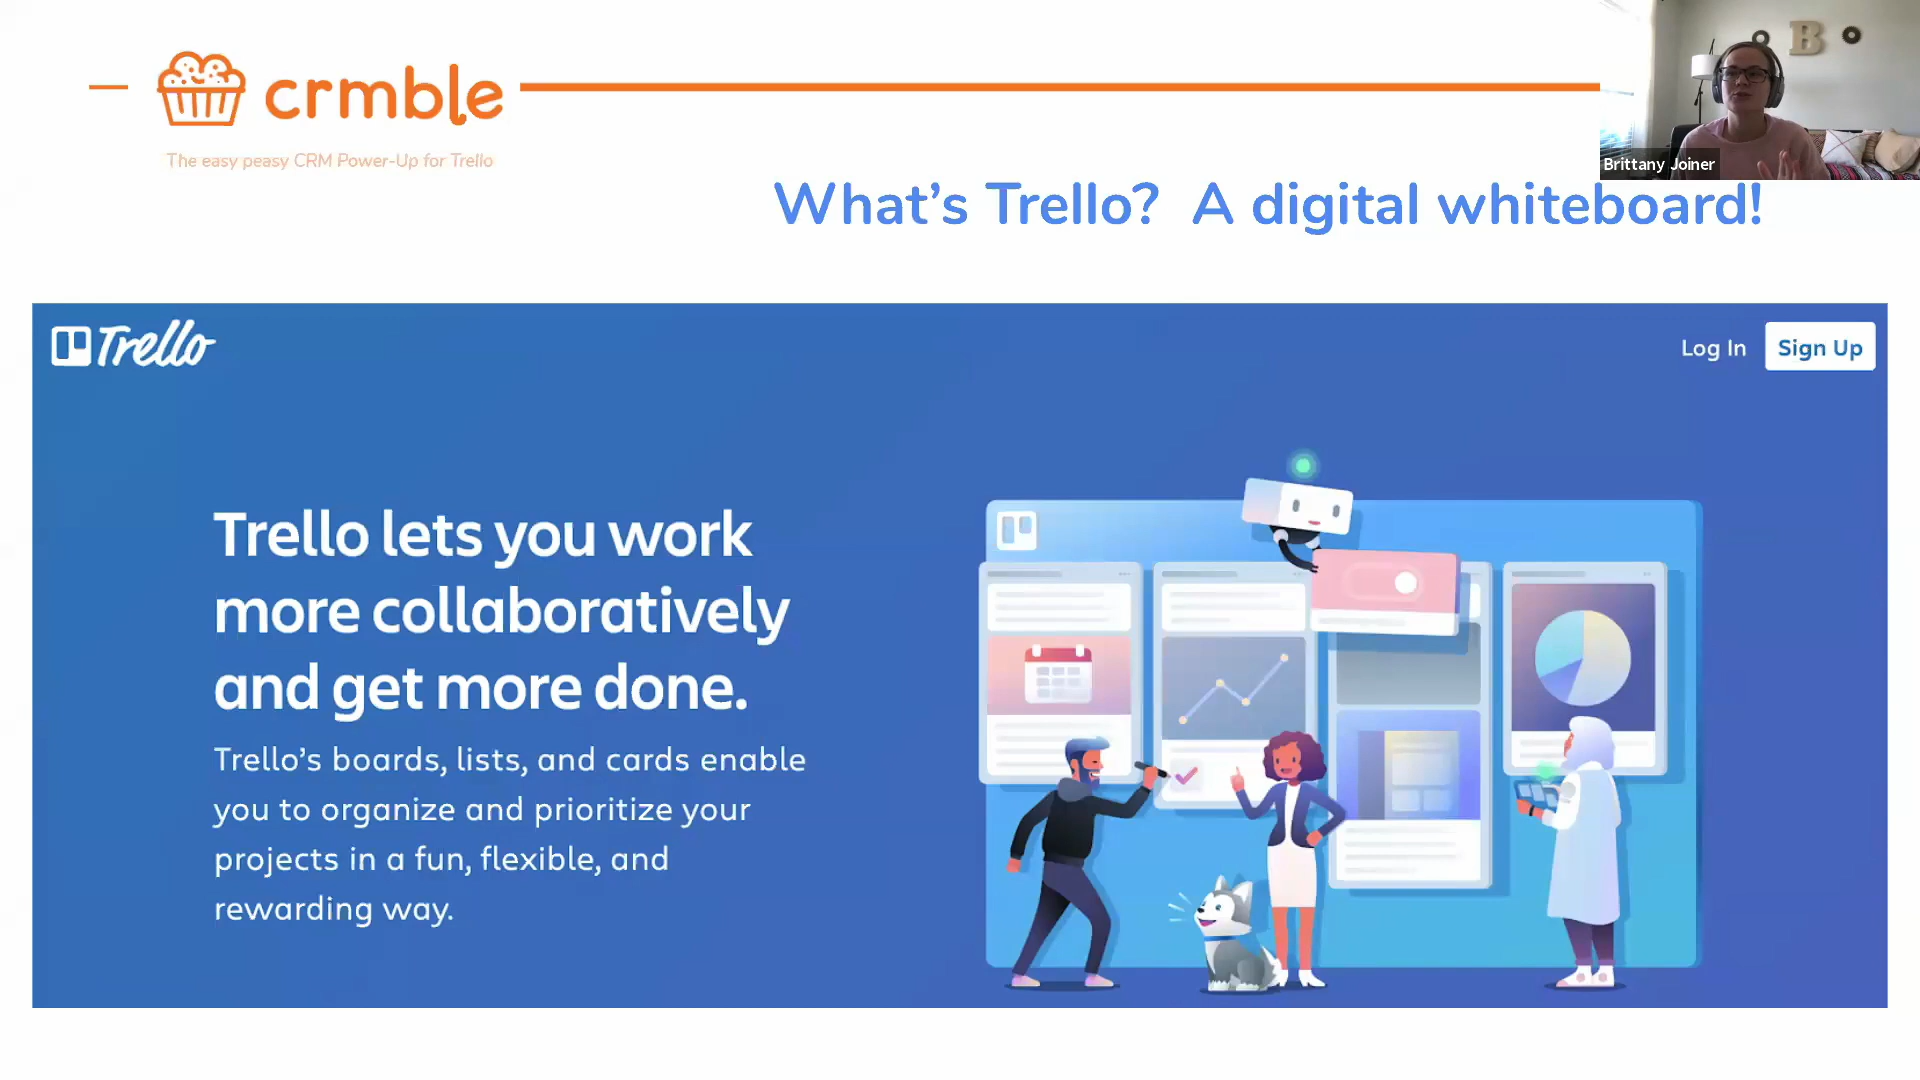 crmble
The easy peasy CRM Power-Up for Trello
B
Brittany Joiner
What's Trello? A digital whiteboard!
Trello
Log In
Sign Up
Trello lets you work
more collaboratively
and get more done.
Trello's boards, lists, and cards enable
you to organize and prioritize your
projects in a fun, flexible, and
rewarding way.